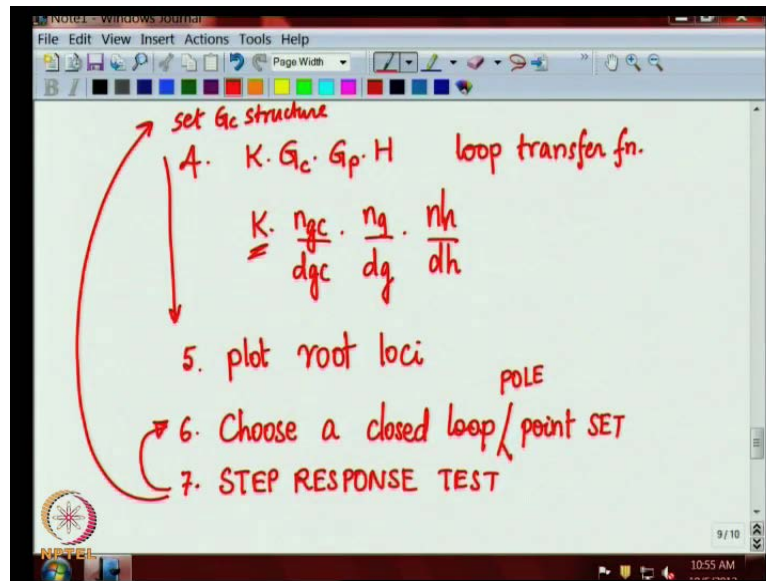 Note1 - Windows Journal
File Edit View Insert Actions Tools Help
Page Width
B I
set Gc structure
4. K. Gc. Gp. H loop transfer fn.
K. ngc/dgc . ng/dg . nh/dh
5. plot root loci
POLE
6. Choose a closed loop / point SET
7. STEP RESPONSE TEST
9/10
NPTEL
10:55 AM